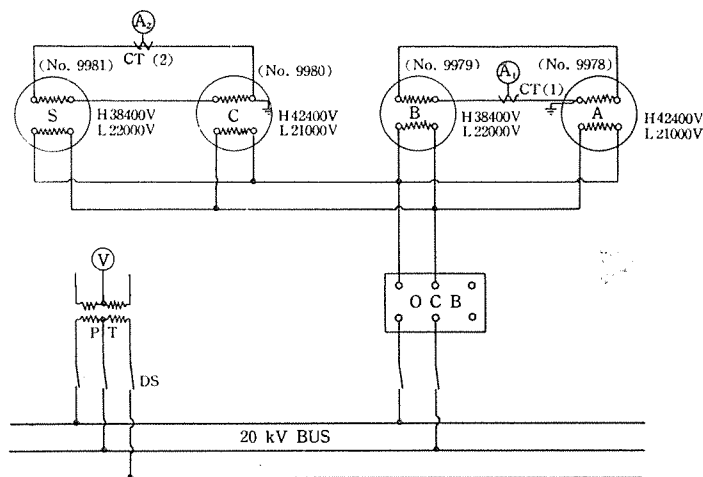 A₂
CT (2)
(No. 9981)
(No. 9980)
(No. 9979)
(No. 9978)
A₁
CT(1)
S
H38400V
L22000V
C
H42400V
L21000V
B
H38400V
L22000V
A
H42400V
L21000V
V
P T
O C B
DS
20 kV BUS